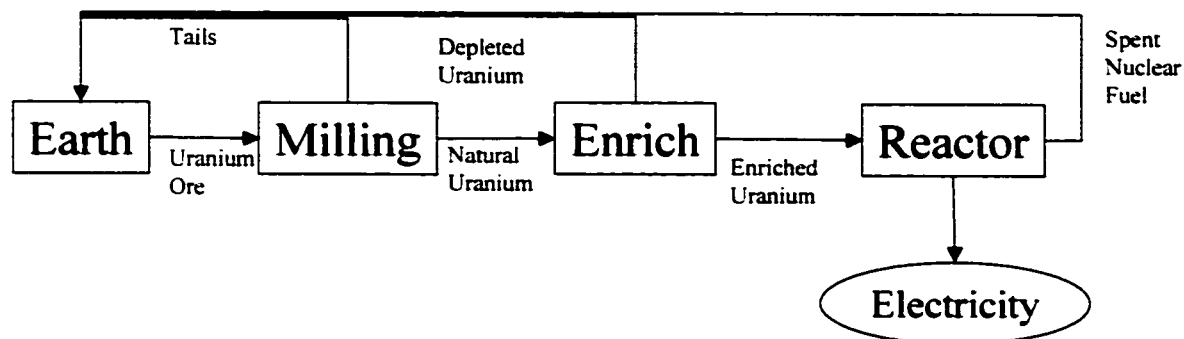 Tails
Depleted
Uranium
Spent
Nuclear
Fuel
Earth
Milling
Enrich
Reactor
Uranium
Ore
Natural
Uranium
Enriched
Uranium
Electricity